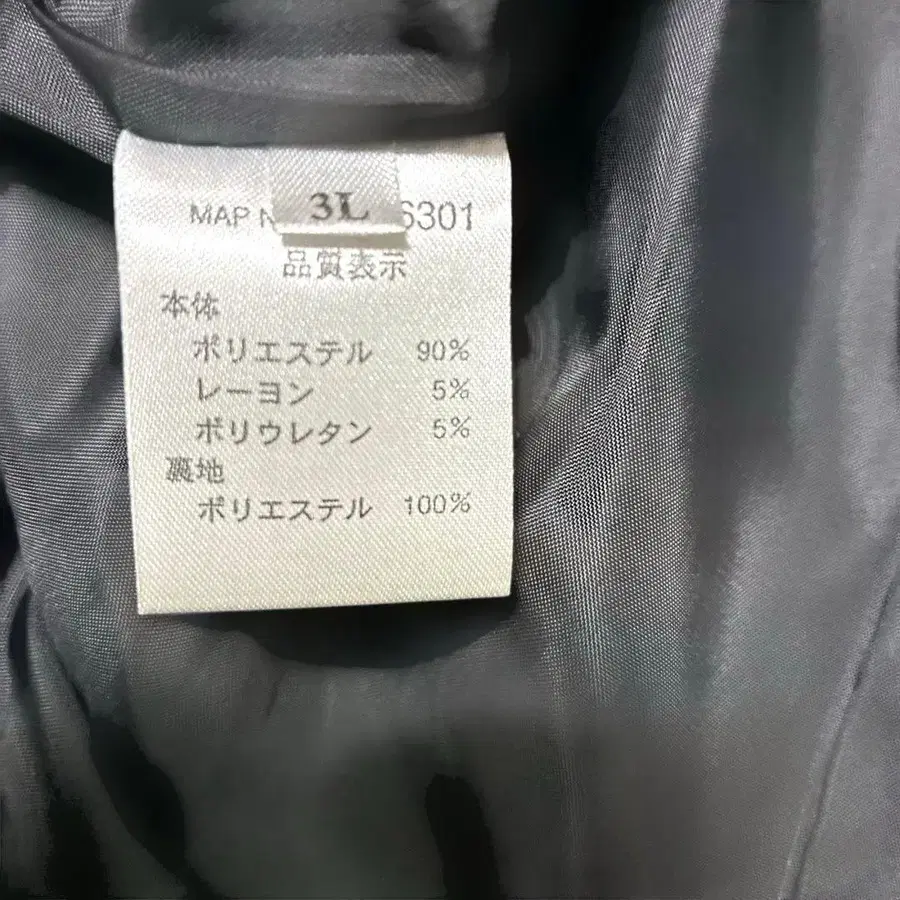 3L
MAP
6301
品質表示
本体
ポリエステル 90%
レーヨン 5%
ポリウレタン 5%
裏地
ポリエステル 100%